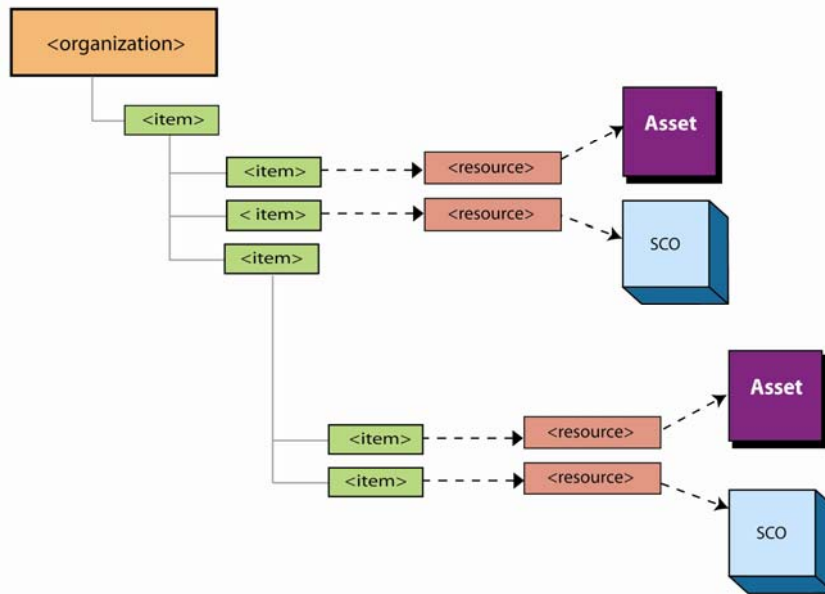 <organization>
<item>
<item>
<resource>
Asset
< item>
<resource>
SCO
<item>
<item>
<resource>
Asset
<item>
<resource>
SCO